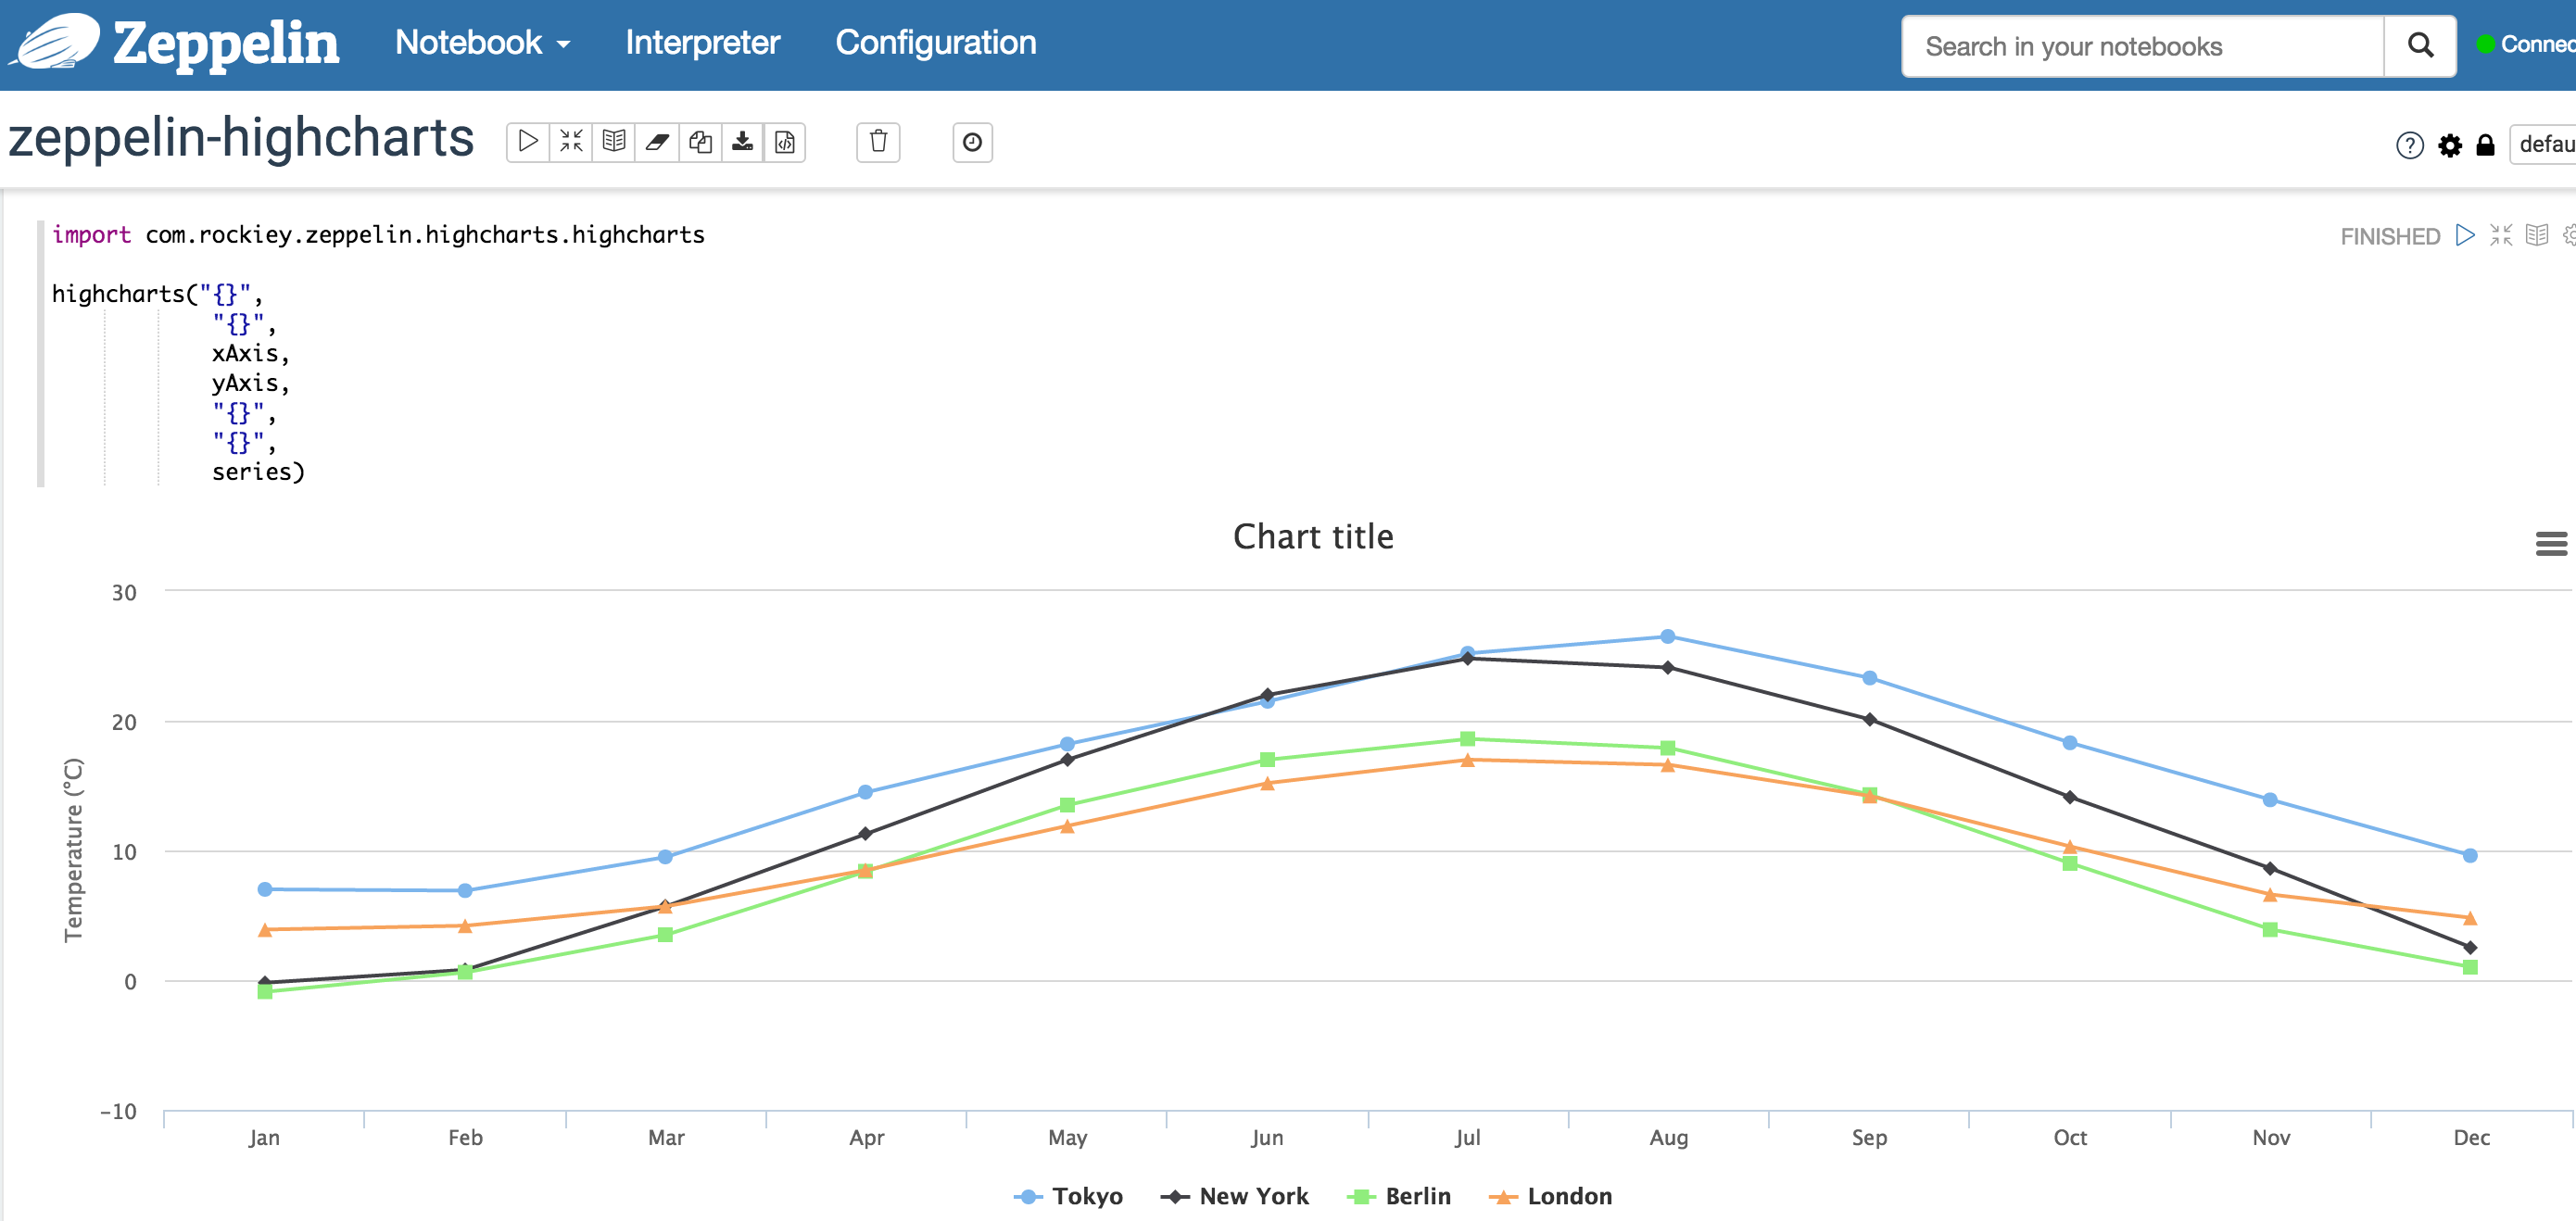 Zeppelin Notebook Interpreter Configuration Search in your notebooks Connec
zeppelin-highcharts defau
import com.rockiey.zeppelin.highcharts.highcharts FINISHED
highcharts("{}",
"{}",
xAxis,
yAxis,
"{}",
"{}",
series)
Chart title
30
20
10
0
-10
Temperature (°C)
Jan Feb Mar Apr May Jun Jul Aug Sep Oct Nov Dec
Tokyo New York Berlin London